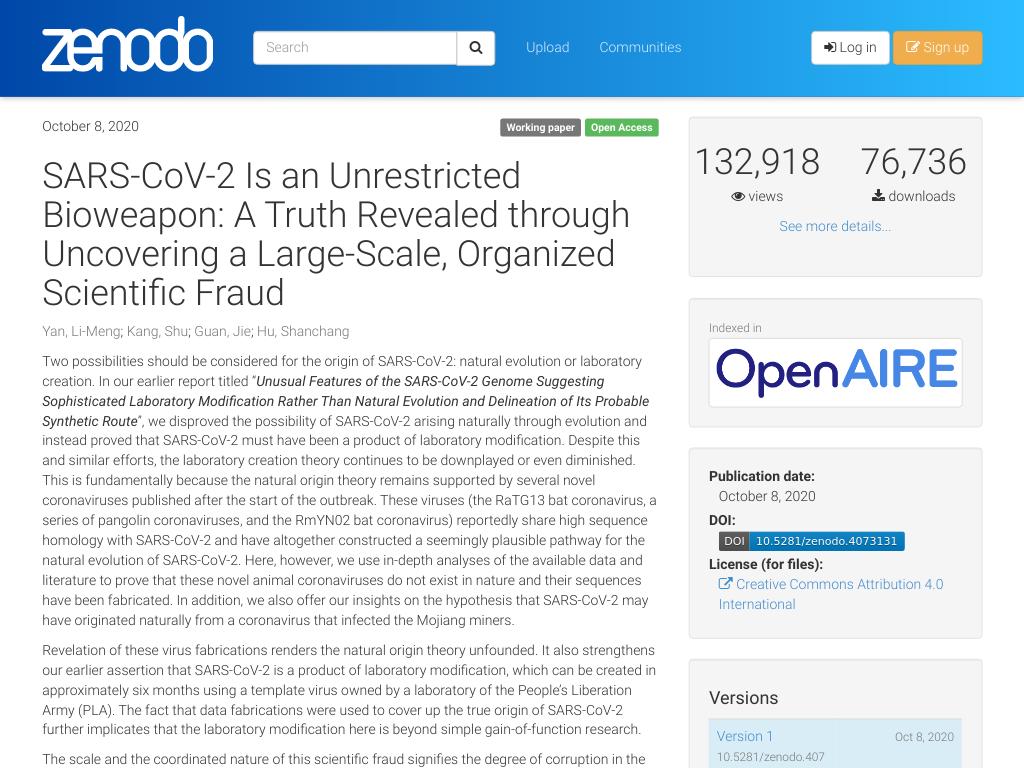 zenodo
Search
Upload
Communities
Log in
Sign up
October 8, 2020
Working paper
Open Access
SARS-CoV-2 Is an Unrestricted
Bioweapon: A Truth Revealed through
Uncovering a Large-Scale, Organized
Scientific Fraud
Yan, Li-Meng; Kang, Shu; Guan, Jie; Hu, Shanchang
Two possibilities should be considered for the origin of SARS-CoV-2: natural evolution or laboratory
creation. In our earlier report titled "Unusual Features of the SARS-CoV-2 Genome Suggesting
Sophisticated Laboratory Modification Rather Than Natural Evolution and Delineation of Its Probable
Synthetic Route", we disproved the possibility of SARS-CoV-2 arising naturally through evolution and
instead proved that SARS-CoV-2 must have been a product of laboratory modification. Despite this
and similar efforts, the laboratory creation theory continues to be downplayed or even diminished.
This is fundamentally because the natural origin theory remains supported by several novel
coronaviruses published after the start of the outbreak. These viruses (the RaTG13 bat coronavirus, a
series of pangolin coronaviruses, and the RmYN02 bat coronavirus) reportedly share high sequence
homology with SARS-CoV-2 and have altogether constructed a seemingly plausible pathway for the
natural evolution of SARS-CoV-2. Here, however, we use in-depth analyses of the available data and
literature to prove that these novel animal coronaviruses do not exist in nature and their sequences
have been fabricated. In addition, we also offer our insights on the hypothesis that SARS-CoV-2 may
have originated naturally from a coronavirus that infected the Mojiang miners.
Revelation of these virus fabrications renders the natural origin theory unfounded. It also strengthens
our earlier assertion that SARS-CoV-2 is a product of laboratory modification, which can be created in
approximately six months using a template virus owned by a laboratory of the People's Liberation
Army (PLA). The fact that data fabrications were used to cover up the true origin of SARS-CoV-2
further implicates that the laboratory modification here is beyond simple gain-of-function research.
The scale and the coordinated nature of this scientific fraud signifies the degree of corruption in the
132,918
76,736
views
downloads
See more details...
Indexed in
OpenAIRE
Publication date:
October 8, 2020
DOI:
DOI 10.5281/zenodo.4073131
License (for files):
Creative Commons Attribution 4.0
International
Versions
Version 1
Oct 8, 2020
10.5281/zenodo.407